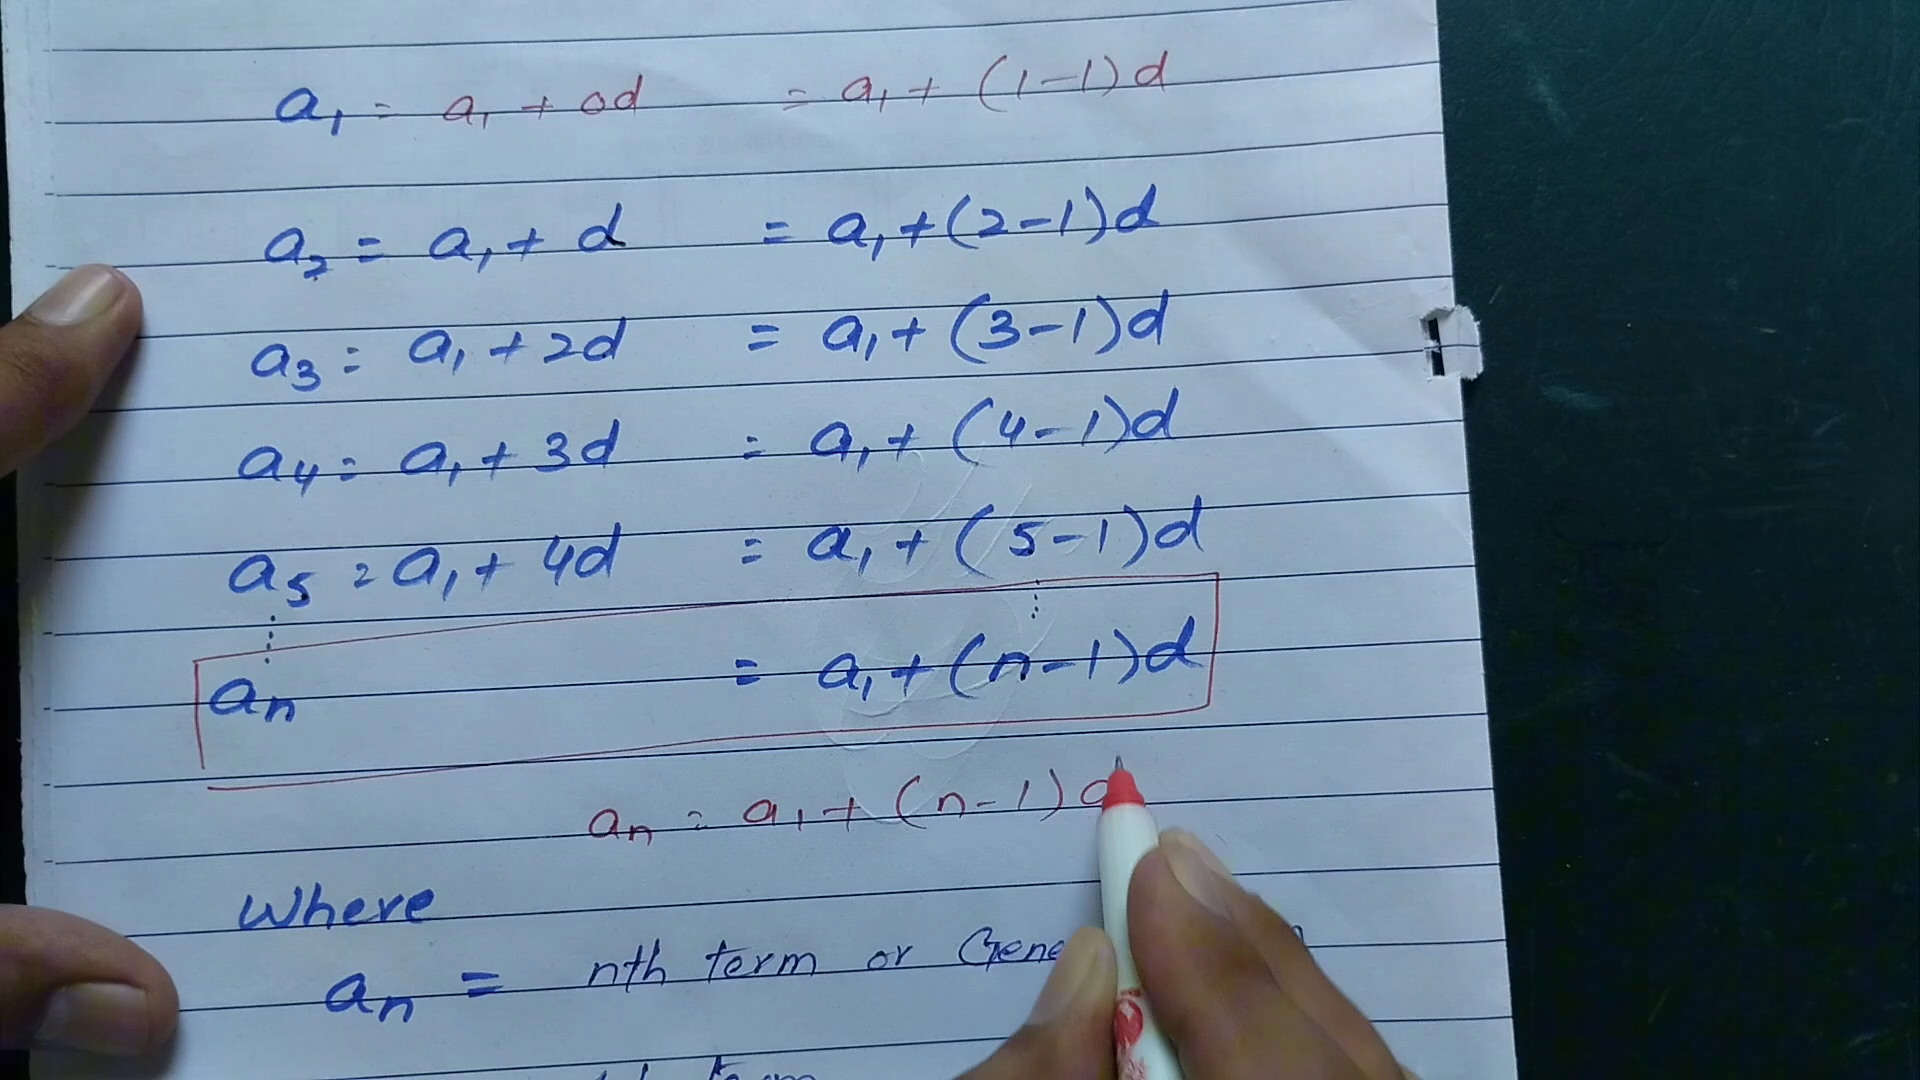 a₁ = a₁ + 0d = a₁ + (1-1)d
a₂ = a₁ + d = a₁ + (2-1)d
a₃ = a₁ + 2d = a₁ + (3-1)d
a₄ = a₁ + 3d = a₁ + (4-1)d
a₅ = a₁ + 4d = a₁ + (5-1)d
aₙ = a₁ + (n-1)d
aₙ = a₁ + (n-1)d
Where
aₙ = nth term or
term